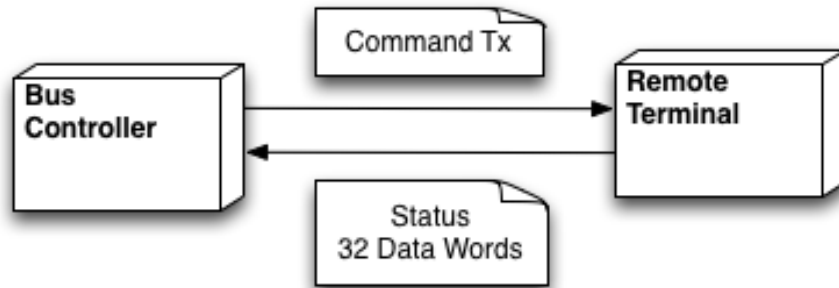 Command Tx
Bus
Controller
Remote
Terminal
Status
32 Data Words